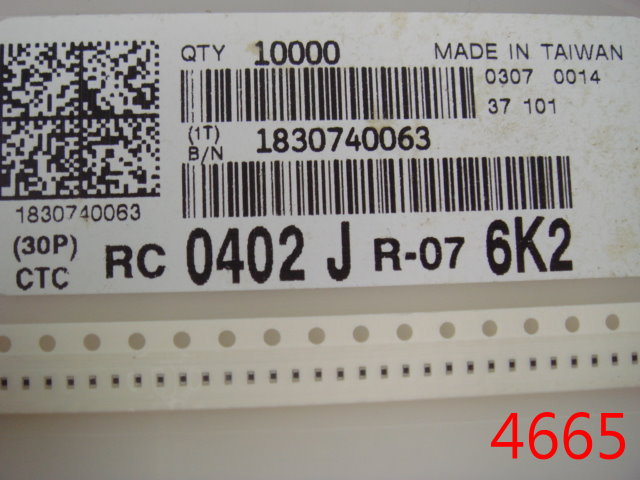 QTY 10000 MADE IN TAIWAN
0307 0014
37 101
(1T)
B/N 1830740063
1830740063
(30P)
CTC RC 0402 J R-07 6K2
4665